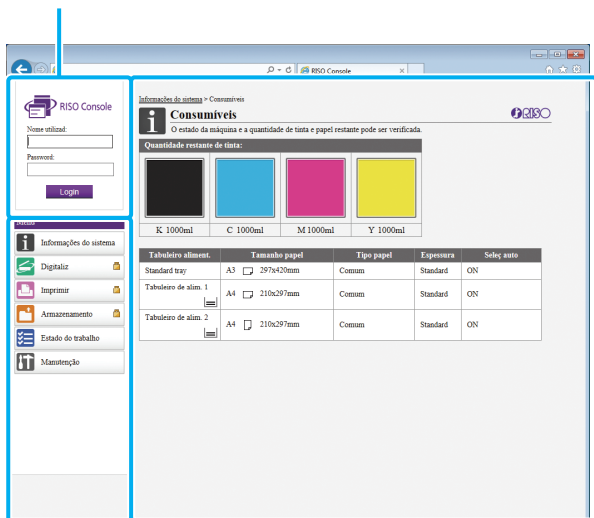 RISO Console
RISO Console
Nome utilizad:
Password:
Login
Menu
Informações do sistema
Digitaliz
Imprimir
Armazenamento
Estado do trabalho
Manutenção
Informações do sistema > Consumíveis
Consumíveis
RISO
O estado da máquina e a quantidade de tinta e papel restante pode ser verificada.
Quantidade restante de tinta:
K 1000ml C 1000ml M 1000ml Y 1000ml
Tabuleiro aliment. Tamanho papel Tipo papel Espessura Seleç auto
Standard tray A3 297x420mm Comum Standard ON
Tabuleiro de alim. 1 A4 210x297mm Comum Standard ON
Tabuleiro de alim. 2 A4 210x297mm Comum Standard ON